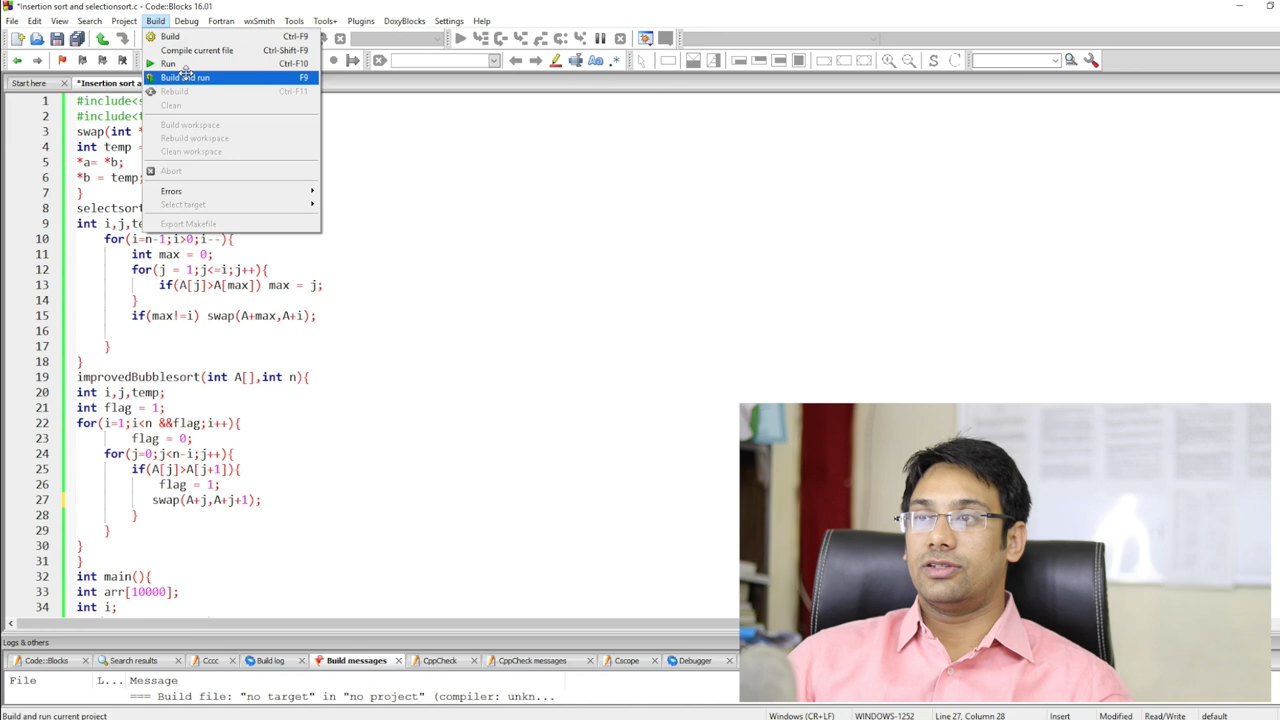 *Insertion sort and selectionsort.c - Code::Blocks 16.01
File Edit View Search Project Build Debug Fortran wxSmith Tools Tools+ Plugins DoxyBlocks Settings Help
Build Ctrl-F9
Compile current file Ctrl-Shift-F9
Run Ctrl-F10
Build and run F9
Rebuild Ctrl-F11
Clean
Build workspace
Rebuild workspace
Clean workspace
Abort
Errors
Select target
Export Makefile
Aa .* S C
Start here *Insertion sort a
1 #include<s
2 #include<
3 swap(int *
4 int temp =
5 *a= *b;
6 *b = temp;
7 }
8 selectsort
9 int i,j,te
10 for(i=n-1;i>0;i--){
11 int max = 0;
12 for(j = 1;j<=i;j++){
13 if(A[j]>A[max]) max = j;
14 }
15 if(max!=i) swap(A+max,A+i);
16
17 }
18 }
19 improvedBubblesort(int A[],int n){
20 int i,j,temp;
21 int flag = 1;
22 for(i=1;i<n &&flag;i++){
23 flag = 0;
24 for(j=0;j<n-i;j++){
25 if(A[j]>A[j+1]){
26 flag = 1;
27 swap(A+j,A+j+1);
28 }
29 }
30 }
31 }
32 int main(){
33 int arr[10000];
34 int i;
Logs & others
Code::Blocks Search results Cccc Build log Build messages CppCheck CppCheck messages Cscope Debugger
File L... Message
=== Build file: "no target" in "no project" (compiler: unkn...
Build and run current project Windows (CR+LF) WINDOWS-1252 Line 27, Column 28 Insert Modified Read/Write default